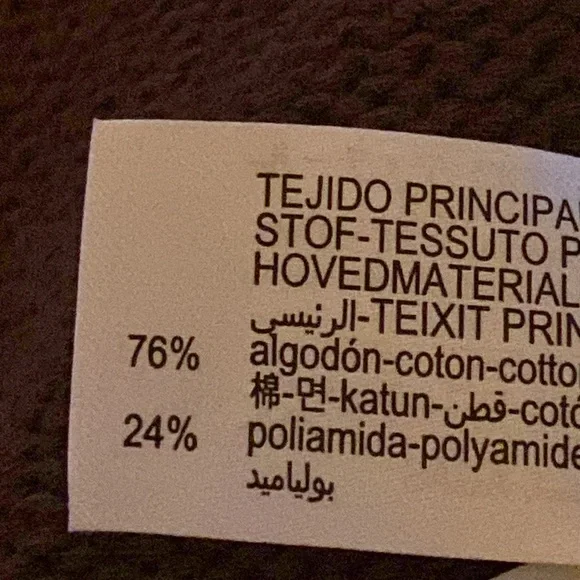 TEJIDO PRINCIPA
STOF-TESSUTO P
HOVEDMATERIAL
الرئيسي-TEIXIT PRIN
76% algodón-coton-cotto
棉-면-katun-قطن-cotó
24% poliamida-polyamide
بولياميد